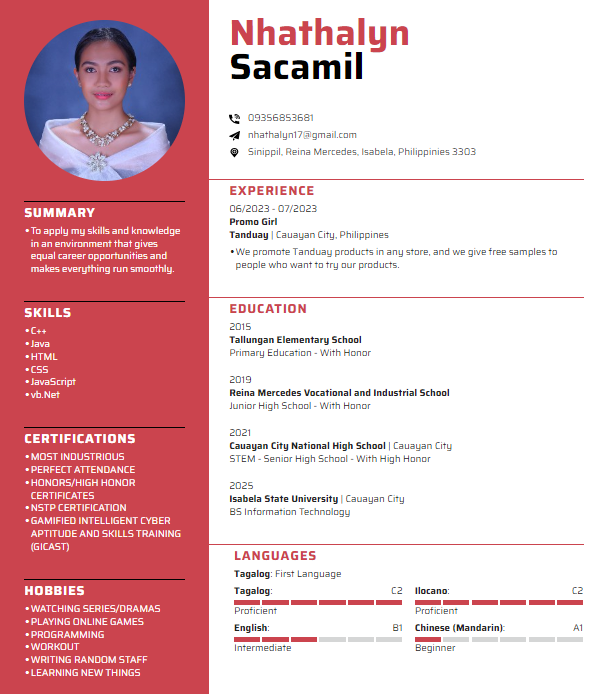 Nhathalyn
Sacamil
09356853681
nhathalyn17@gmail.com
Sinippil, Reina Mercedes, Isabela, Philippinies 3303
SUMMARY
•To apply my skills and knowledge
in an environment that gives
equal career opportunities and
makes everything run smoothly.
SKILLS
•C++
•Java
•HTML
•CSS
•JavaScript
•vb.Net
CERTIFICATIONS
•MOST INDUSTRIOUS
•PERFECT ATTENDANCE
•HONORS/HIGH HONOR
CERTIFICATES
•NSTP CERTIFICATION
•GAMIFIED INTELLIGENT CYBER
APTITUDE AND SKILLS TRAINING
(GICAST)
HOBBIES
•WATCHING SERIES/DRAMAS
•PLAYING ONLINE GAMES
•PROGRAMMING
•WORKOUT
•WRITING RANDOM STAFF
•LEARNING NEW THINGS
EXPERIENCE
06/2023 - 07/2023
Promo Girl
Tanduay | Cauayan City, Philippines
•We promote Tanduay products in any store, and we give free samples to
people who want to try our products.
EDUCATION
2015
Tallungan Elementary School
Primary Education - With Honor
2019
Reina Mercedes Vocational and Industrial School
Junior High School - With Honor
2021
Cauayan City National High School | Cauayan City
STEM - Senior High School - With High Honor
2025
Isabela State University | Cauayan City
BS Information Technology
LANGUAGES
Tagalog: First Language
Tagalog: C2
Proficient
Ilocano: C2
Proficient
English: B1
Intermediate
Chinese (Mandarin): A1
Beginner